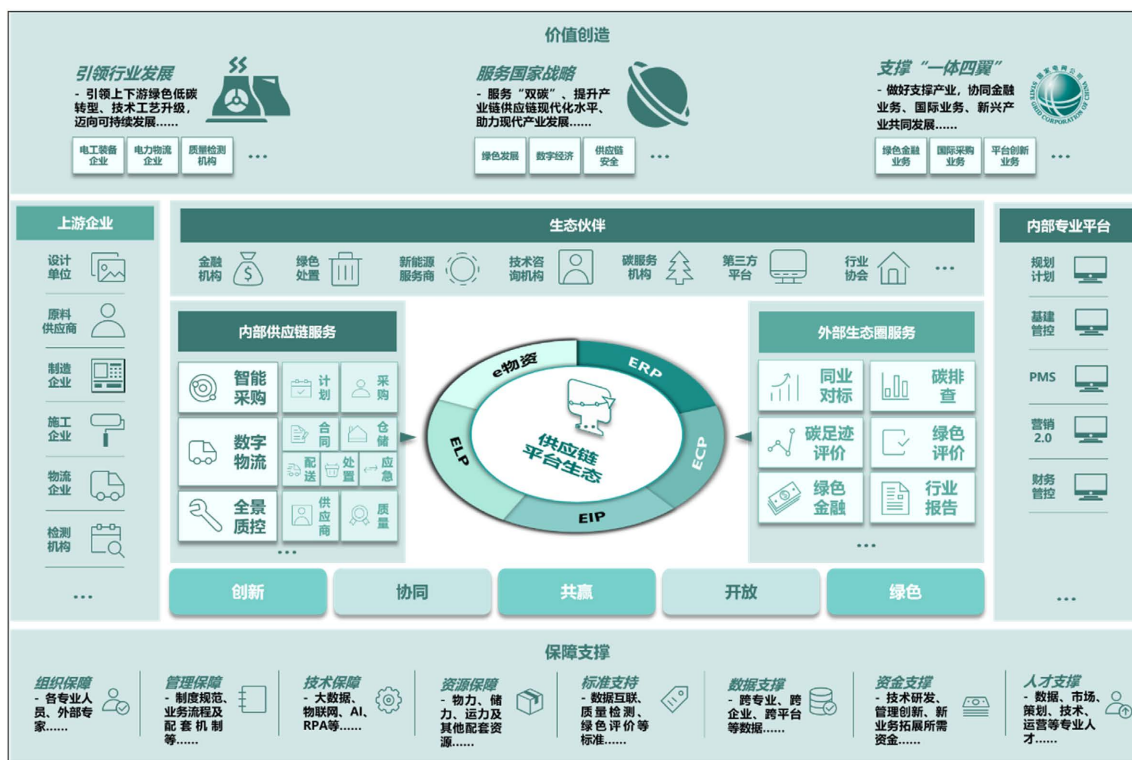 价值创造
引领行业发展
- 引领上下游绿色低碳
转型、技术工艺升级，
迈向可持续发展......
电工装备
企业
电力物流
企业
质量检测
机构
...
服务国家战略
- 服务“双碳”、提升产
业链供应链现代化水平、
助力现代产业发展......
绿色发展
数字经济
供应链
安全
...
支撑“一体四翼”
- 做好支撑产业，协同金融
业务、国际业务、新兴产
业共同发展......
绿色金融
业务
国际采购
业务
平台创新
业务
...
国家电网公司
STATE GRID CORPORATION OF CHINA
上游企业
设计
单位
原料
供应商
制造
企业
施工
企业
物流
企业
检测
机构
...
生态伙伴
金融
机构
绿色
处置
新能源
服务商
技术咨
询机构
碳服务
机构
第三方
平台
行业
协会
...
内部供应链服务
智能
采购
计划
采购
数字
物流
合同
仓储
配送
处置
应急
全景
质控
供应商
质量
...
e物资
ERP
ECP
EIP
ELP
供应链
平台生态
外部生态圈服务
同业
对标
碳排
查
碳足迹
评价
绿色
评价
绿色
金融
行业
报告
...
内部专业平台
规划
计划
基建
管控
PMS
营销
2.0
财务
管控
...
创新
协同
共赢
开放
绿色
保障支撑
组织保障
- 各专业人
员、外部专
家......
管理保障
- 制度规范、
业务流程及
配套机制
等......
技术保障
- 大数据、
物联网、AI、
RPA等......
资源保障
- 物力、储
力、运力及
其他配套资
源......
标准支持
- 数据互联、
质量检测、
绿色评价等
标准......
数据支撑
- 跨专业、跨
企业、跨平台
等数据......
资金支撑
- 技术研发、
管理创新、新
业务拓展所需
资金......
人才支撑
- 数据、市场、
策划、技术、
运营等专业人
才......